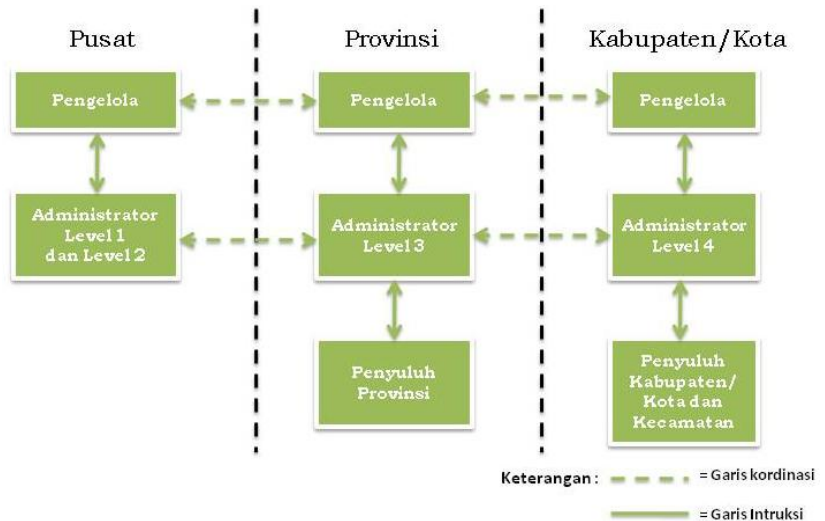 Pusat
Provinsi
Kabupaten/Kota
Pengelola
Pengelola
Pengelola
Administrator
Level 1
dan Level 2
Administrator
Level 3
Administrator
Level 4
Penyuluh
Provinsi
Penyuluh
Kabupaten/
Kota dan
Kecamatan
Keterangan :
= Garis kordinasi
= Garis Intruksi